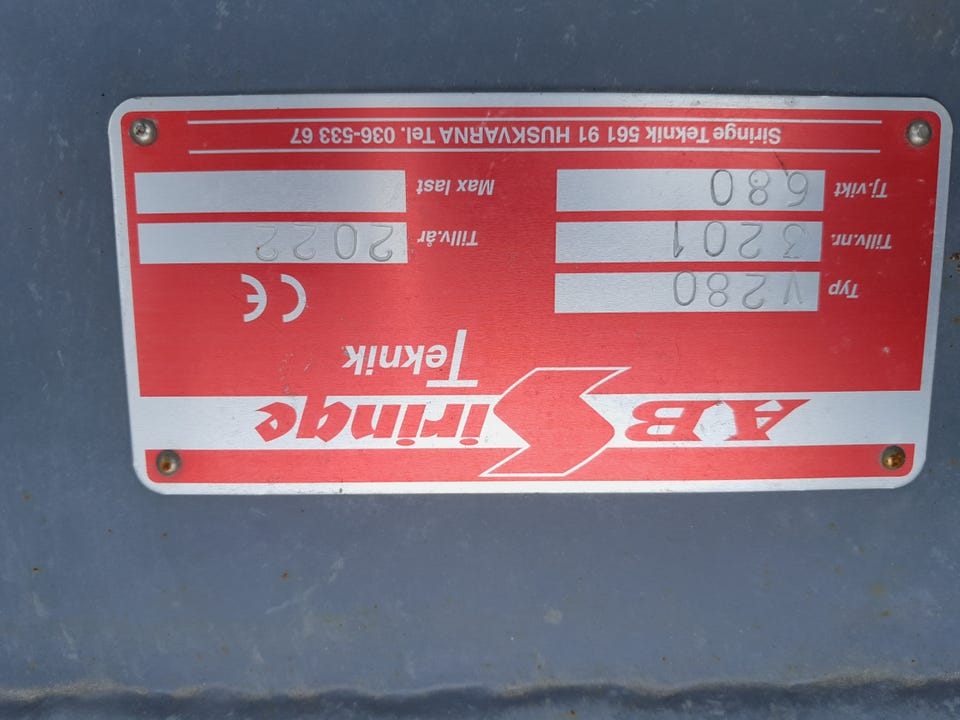 AB Siringe
Teknik
CE
Typ V280
Tillv.nr. 3201 Tillv.år 2022
Tj.vikt 680 Max last
Siringe Teknik 561 91 HUSKVARNA Tel. 036-533 67